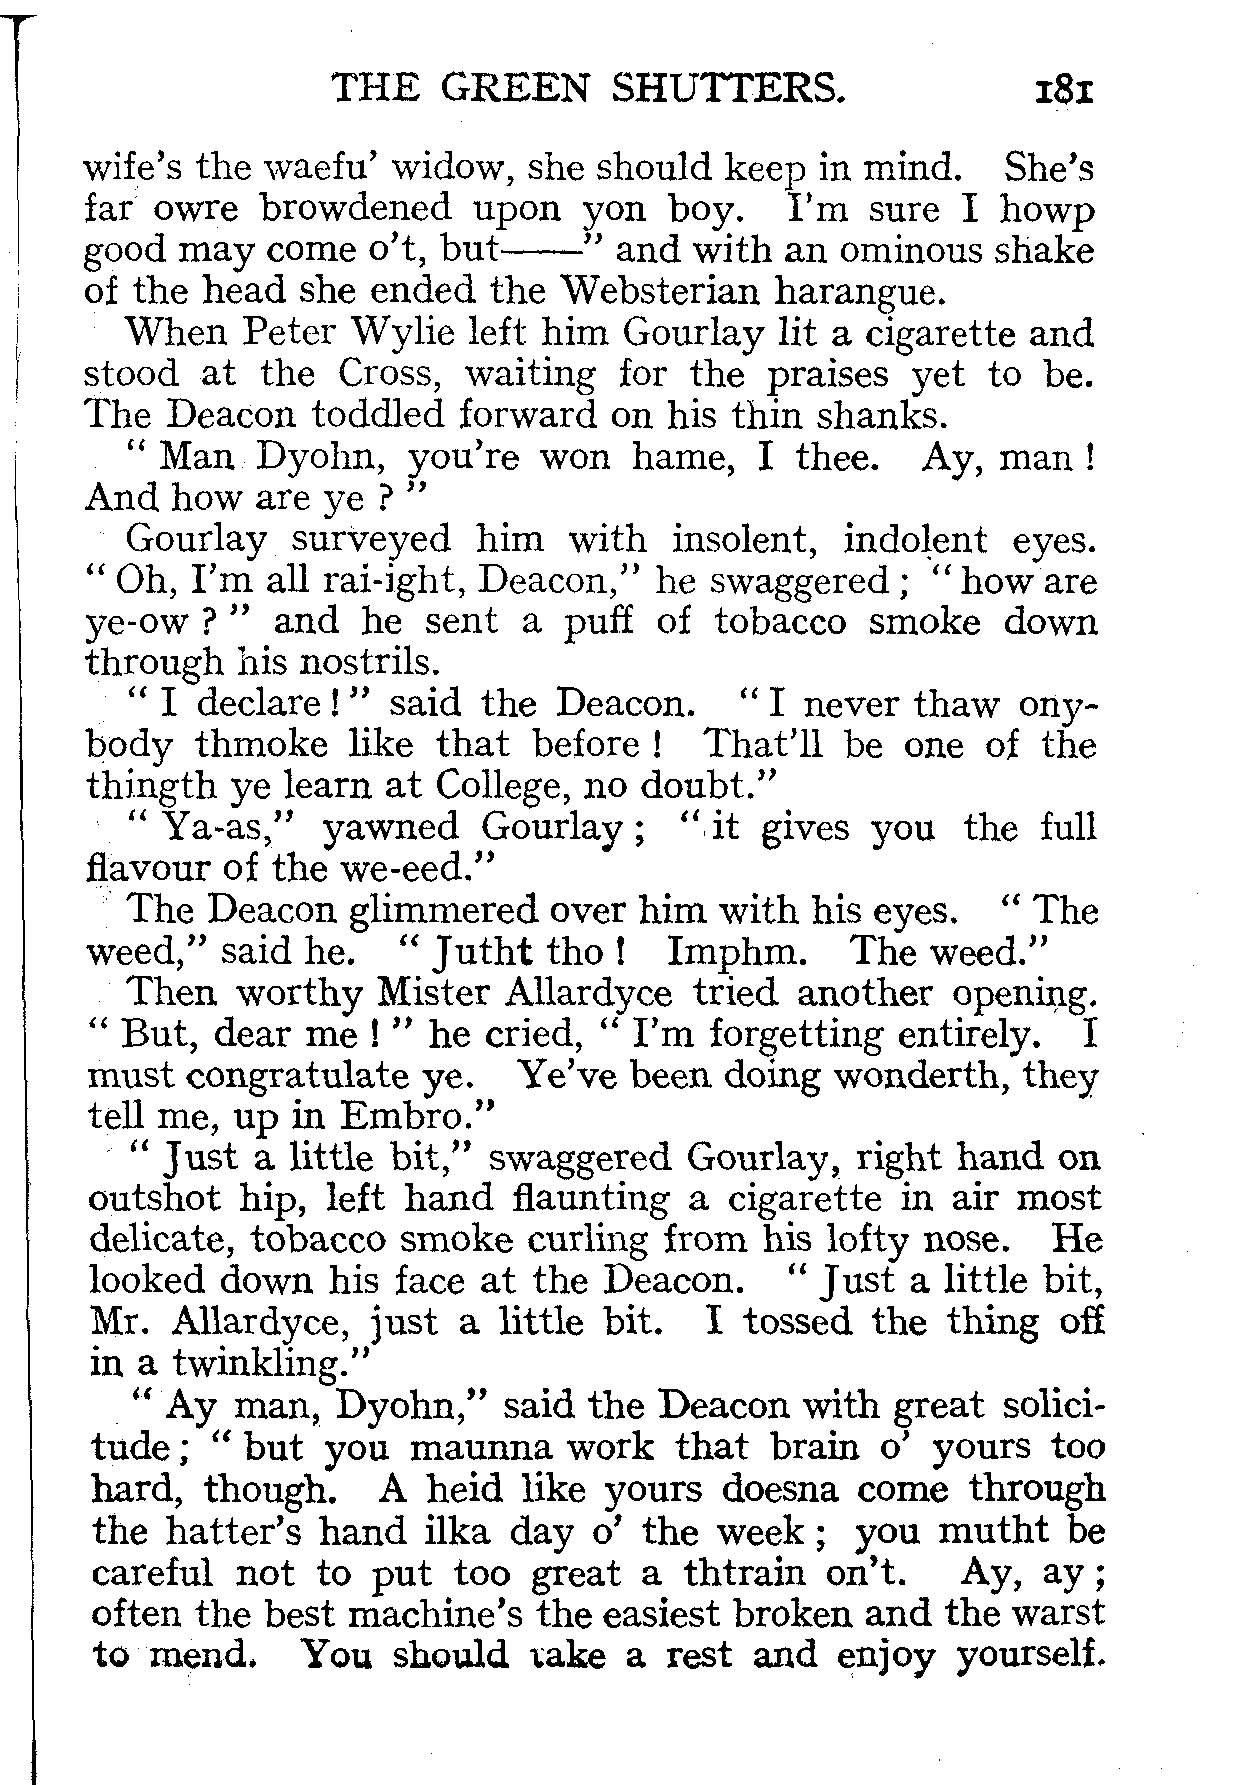 THE GREEN SHUTTERS. 181
wife's the waefu' widow, she should keep in mind. She's
far owre browdened upon yon boy. I'm sure I howp
good may come o't, but——" and with an ominous shake
of the head she ended the Websterian harangue.
When Peter Wylie left him Gourlay lit a cigarette and
stood at the Cross, waiting for the praises yet to be.
The Deacon toddled forward on his thin shanks.
" Man Dyohn, you're won hame, I thee. Ay, man !
And how are ye ? "
Gourlay surveyed him with insolent, indolent eyes.
" Oh, I'm all rai-ight, Deacon," he swaggered ; " how are
ye-ow ? " and he sent a puff of tobacco smoke down
through his nostrils.
" I declare ! " said the Deacon. " I never thaw ony-
body thmoke like that before ! That'll be one of the
thingth ye learn at College, no doubt."
" Ya-as," yawned Gourlay ; " it gives you the full
flavour of the we-eed."
The Deacon glimmered over him with his eyes. " The
weed," said he. " Jutht tho ! Imphm. The weed."
Then worthy Mister Allardyce tried another opening.
" But, dear me ! " he cried, " I'm forgetting entirely. I
must congratulate ye. Ye've been doing wonderth, they
tell me, up in Embro."
" Just a little bit," swaggered Gourlay, right hand on
outshot hip, left hand flaunting a cigarette in air most
delicate, tobacco smoke curling from his lofty nose. He
looked down his face at the Deacon. " Just a little bit,
Mr. Allardyce, just a little bit. I tossed the thing off
in a twinkling."
" Ay man, Dyohn," said the Deacon with great solici-
tude ; " but you maunna work that brain o' yours too
hard, though. A heid like yours doesna come through
the hatter's hand ilka day o' the week ; you mutht be
careful not to put too great a thtrain on't. Ay, ay ;
often the best machine's the easiest broken and the warst
to mend. You should take a rest and enjoy yourself.